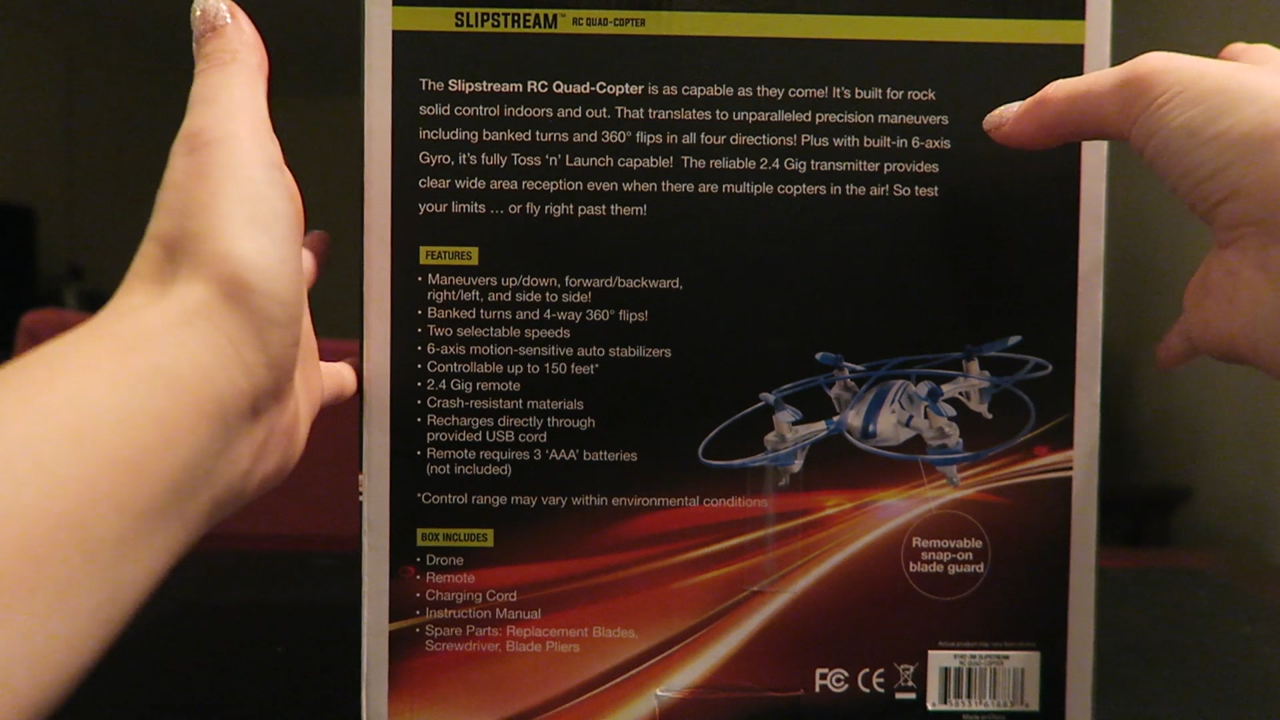 SLIPSTREAM™ RC QUAD-COPTER
The Slipstream RC Quad-Copter is as capable as they come! It's built for rock
solid control indoors and out. That translates to unparalleled precision maneuvers
including banked turns and 360° flips in all four directions! Plus with built-in 6-axis
Gyro, it's fully Toss 'n' Launch capable! The reliable 2.4 Gig transmitter provides
clear wide area reception even when there are multiple copters in the air! So test
your limits ... or fly right past them!
FEATURES
• Maneuvers up/down, forward/backward,
right/left, and side to side!
• Banked turns and 4-way 360° flips!
• Two selectable speeds
• 6-axis motion-sensitive auto stabilizers
• Controllable up to 150 feet*
• 2.4 Gig remote
• Crash-resistant materials
• Recharges directly through
provided USB cord
• Remote requires 3 'AAA' batteries
(not included)
*Control range may vary within environmental conditions
Removable
snap-on
blade guard
BOX INCLUDES
• Drone
• Remote
• Charging Cord
• Instruction Manual
• Spare Parts: Replacement Blades,
Screwdriver, Blade Pliers
FC CE
SLIPSTREAM
RC QUAD-COPTER